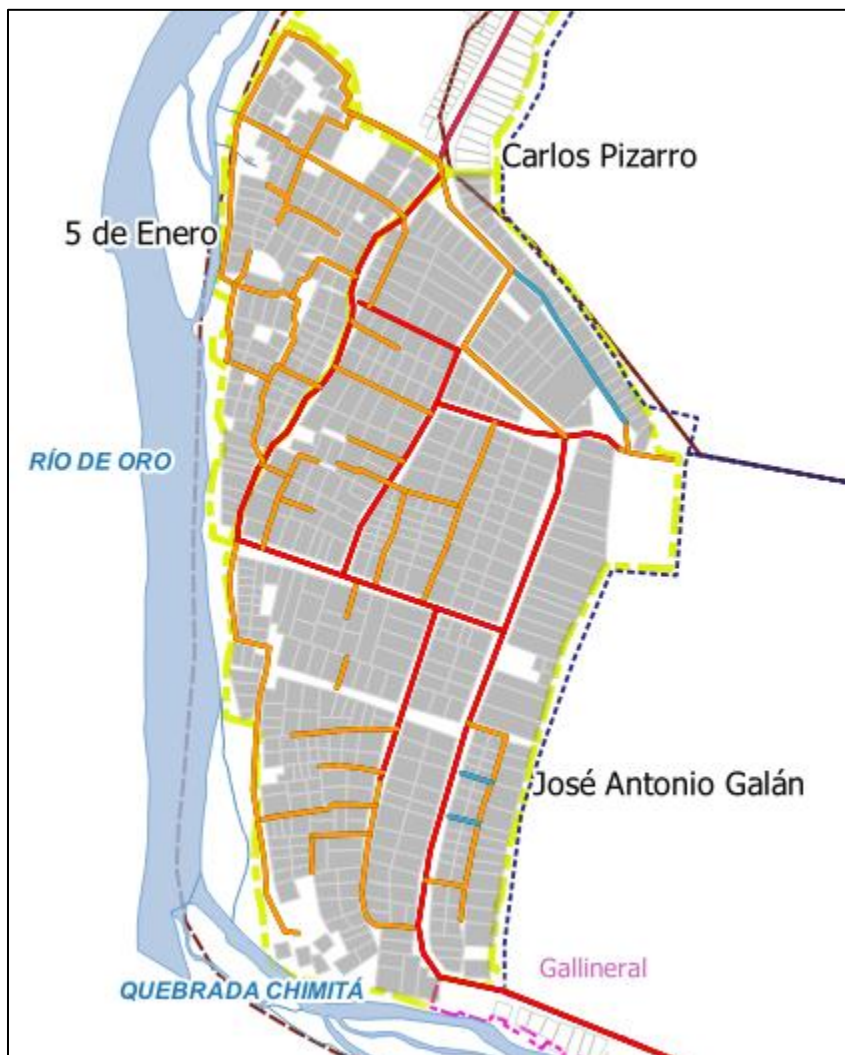 Carlos Pizarro
5 de Enero
RÍO DE ORO
José Antonio Galán
Gallineral
QUEBRADA CHIMITÁ